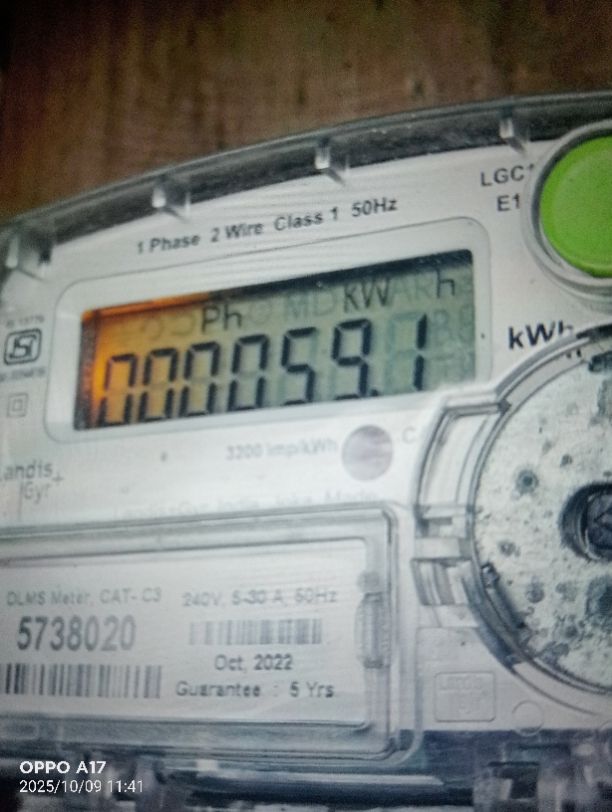 LGC
E1
1 Phase 2 Wire Class 1 50Hz
Ph kW h
000059.1
kWh
3200 imp/kWh
Landis+
Gyr
DLMS Meter, CAT- C3
5738020
240V, 5-30 A, 50Hz
Oct, 2022
Guarantee : 5 Yrs
OPPO A17
2025/10/09 11:41